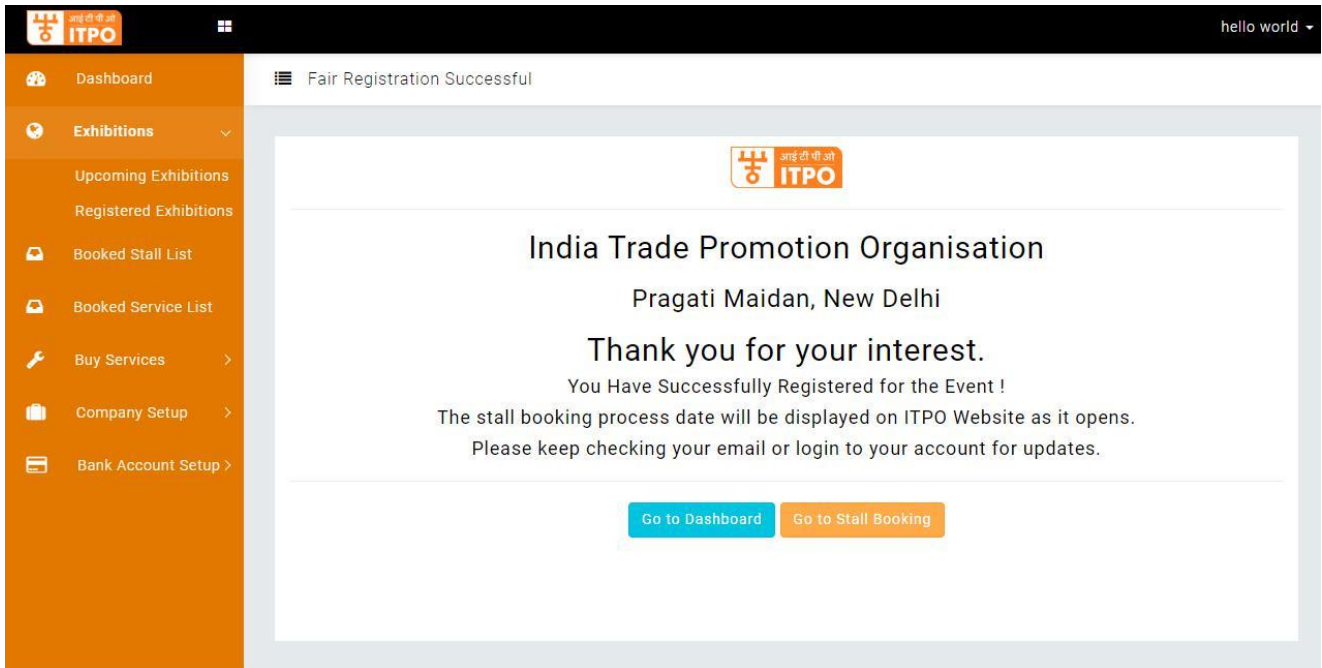 आई टी पी ओ
ITPO
hello world
Dashboard
Exhibitions
Upcoming Exhibitions
Registered Exhibitions
Booked Stall List
Booked Service List
Buy Services
Company Setup
Bank Account Setup
Fair Registration Successful
आई टी पी ओ
ITPO
India Trade Promotion Organisation
Pragati Maidan, New Delhi
Thank you for your interest.
You Have Successfully Registered for the Event !
The stall booking process date will be displayed on ITPO Website as it opens.
Please keep checking your email or login to your account for updates.
Go to Dashboard
Go to Stall Booking